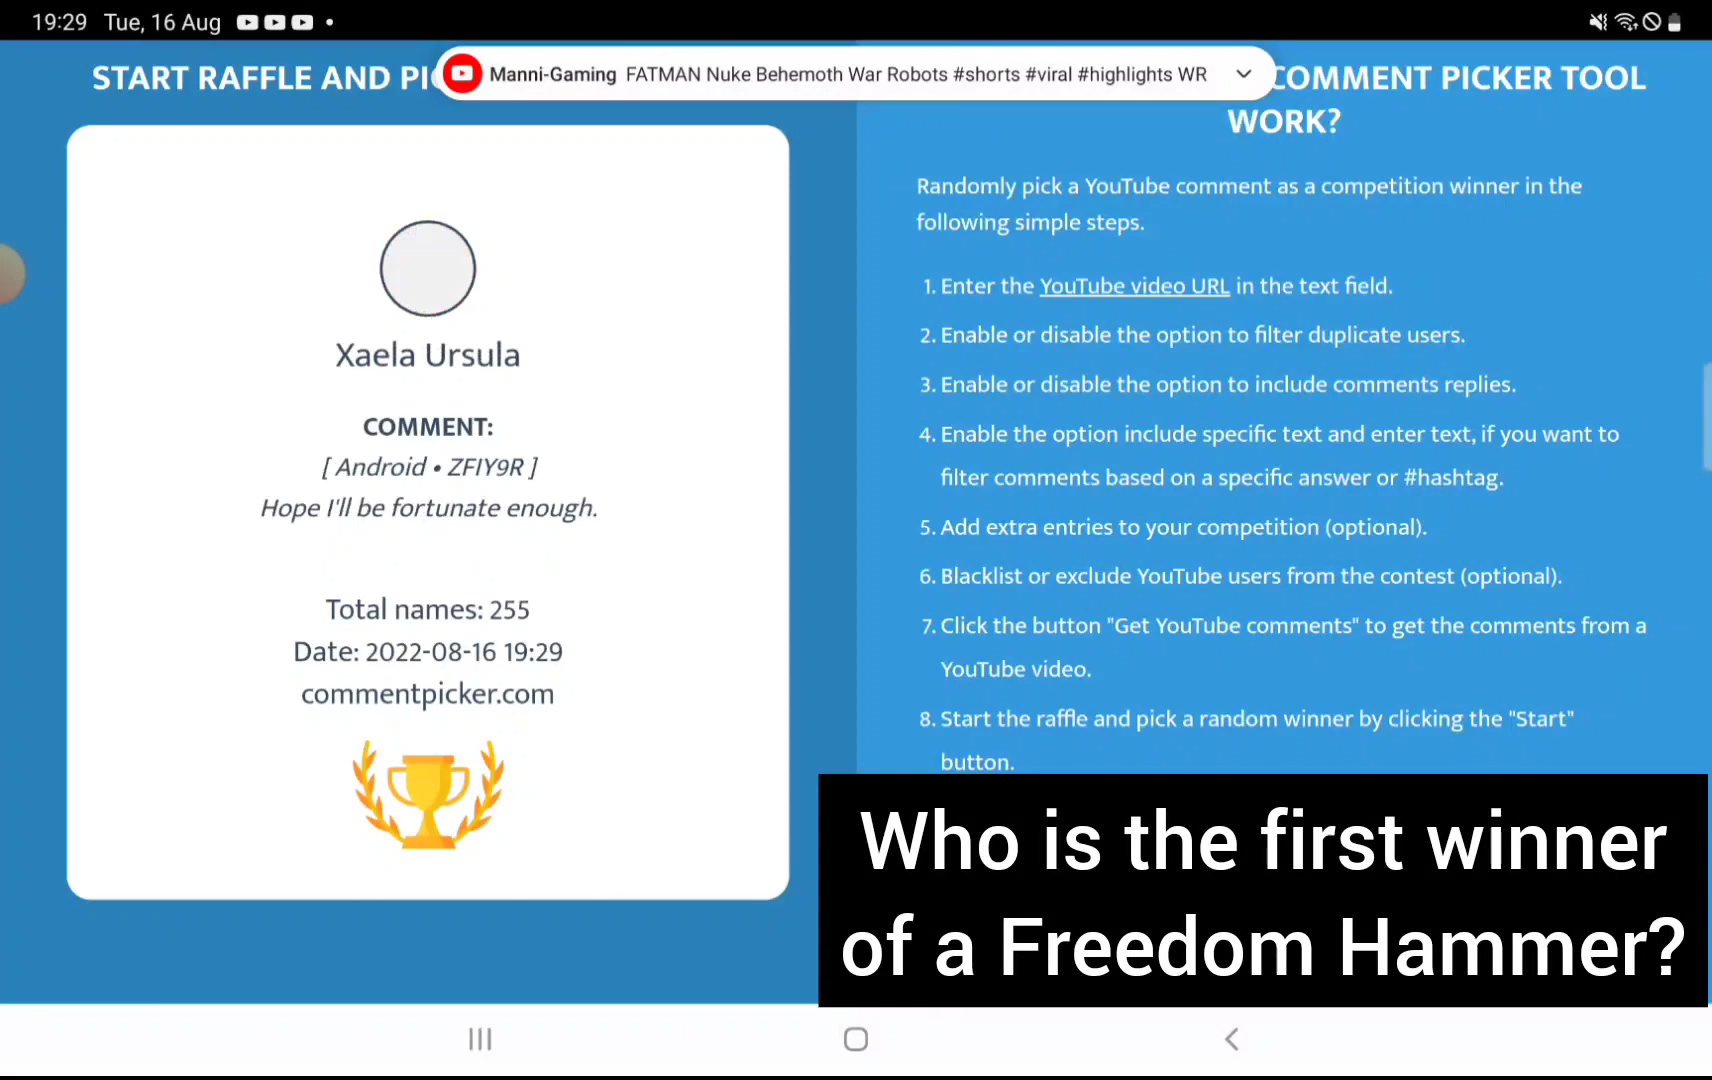 19:29 Tue, 16 Aug
Manni-Gaming FATMAN Nuke Behemoth War Robots #shorts #viral #highlights WR
START RAFFLE AND
Xaela Ursula
COMMENT:
[ Android • ZFIY9R ]
Hope I'll be fortunate enough.
Total names: 255
Date: 2022-08-16 19:29
commentpicker.com
COMMENT PICKER TOOL
WORK?
Randomly pick a YouTube comment as a competition winner in the
following simple steps.
1. Enter the YouTube video URL in the text field.
2. Enable or disable the option to filter duplicate users.
3. Enable or disable the option to include comments replies.
4. Enable the option include specific text and enter text, if you want to
filter comments based on a specific answer or #hashtag.
5. Add extra entries to your competition (optional).
6. Blacklist or exclude YouTube users from the contest (optional).
7. Click the button "Get YouTube comments" to get the comments from a
YouTube video.
8. Start the raffle and pick a random winner by clicking the "Start"
button.
Who is the first winner
of a Freedom Hammer?